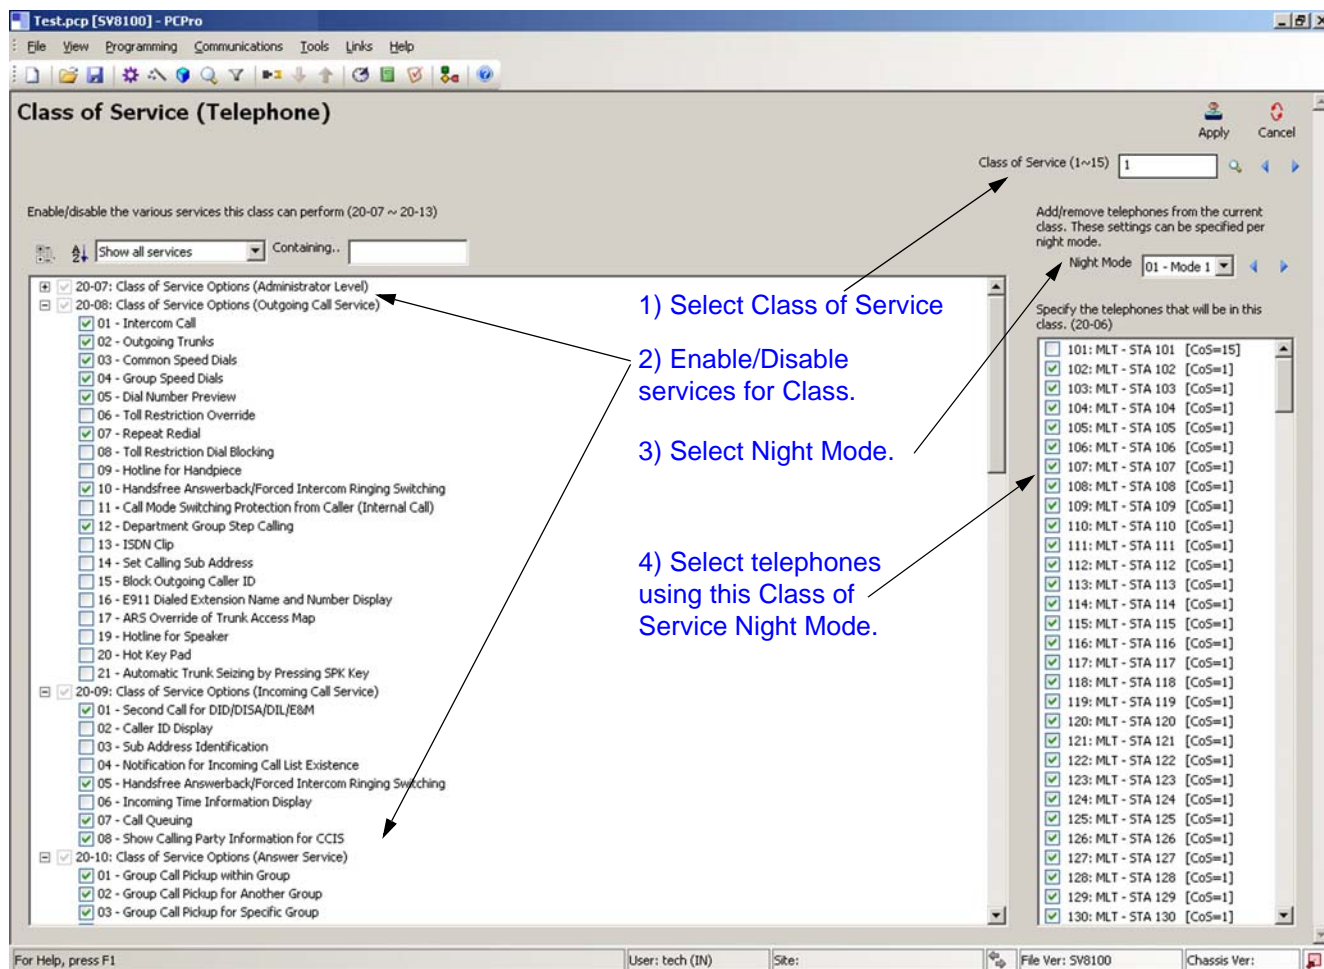 Test.pcp [SV8100] - PCPro
File View Programming Communications Tools Links Help
Class of Service (Telephone)
Apply Cancel
Class of Service (1~15) 1
Enable/disable the various services this class can perform (20-07 ~ 20-13)
Show all services Containing..
Add/remove telephones from the current
class. These settings can be specified per
night mode.
Night Mode 01 - Mode 1
Specify the telephones that will be in this
class. (20-06)
20-07: Class of Service Options (Administrator Level)
20-08: Class of Service Options (Outgoing Call Service)
01 - Intercom Call
02 - Outgoing Trunks
03 - Common Speed Dials
04 - Group Speed Dials
05 - Dial Number Preview
06 - Toll Restriction Override
07 - Repeat Redial
08 - Toll Restriction Dial Blocking
09 - Hotline for Handpiece
10 - Handsfree Answerback/Forced Intercom Ringing Switching
11 - Call Mode Switching Protection from Caller (Internal Call)
12 - Department Group Step Calling
13 - ISDN Clip
14 - Set Calling Sub Address
15 - Block Outgoing Caller ID
16 - E911 Dialed Extension Name and Number Display
17 - ARS Override of Trunk Access Map
19 - Hotline for Speaker
20 - Hot Key Pad
21 - Automatic Trunk Seizing by Pressing SPK Key
20-09: Class of Service Options (Incoming Call Service)
01 - Second Call for DID/DISA/DIL/E&M
02 - Caller ID Display
03 - Sub Address Identification
04 - Notification for Incoming Call List Existence
05 - Handsfree Answerback/Forced Intercom Ringing Switching
06 - Incoming Time Information Display
07 - Call Queuing
08 - Show Calling Party Information for CCIS
20-10: Class of Service Options (Answer Service)
01 - Group Call Pickup within Group
02 - Group Call Pickup for Another Group
03 - Group Call Pickup for Specific Group
1) Select Class of Service
2) Enable/Disable
services for Class.
3) Select Night Mode.
4) Select telephones
using this Class of
Service Night Mode.
101: MLT - STA 101 [CoS=15]
102: MLT - STA 102 [CoS=1]
103: MLT - STA 103 [CoS=1]
104: MLT - STA 104 [CoS=1]
105: MLT - STA 105 [CoS=1]
106: MLT - STA 106 [CoS=1]
107: MLT - STA 107 [CoS=1]
108: MLT - STA 108 [CoS=1]
109: MLT - STA 109 [CoS=1]
110: MLT - STA 110 [CoS=1]
111: MLT - STA 111 [CoS=1]
112: MLT - STA 112 [CoS=1]
113: MLT - STA 113 [CoS=1]
114: MLT - STA 114 [CoS=1]
115: MLT - STA 115 [CoS=1]
116: MLT - STA 116 [CoS=1]
117: MLT - STA 117 [CoS=1]
118: MLT - STA 118 [CoS=1]
119: MLT - STA 119 [CoS=1]
120: MLT - STA 120 [CoS=1]
121: MLT - STA 121 [CoS=1]
122: MLT - STA 122 [CoS=1]
123: MLT - STA 123 [CoS=1]
124: MLT - STA 124 [CoS=1]
125: MLT - STA 125 [CoS=1]
126: MLT - STA 126 [CoS=1]
127: MLT - STA 127 [CoS=1]
128: MLT - STA 128 [CoS=1]
129: MLT - STA 129 [CoS=1]
130: MLT - STA 130 [CoS=1]
For Help, press F1 User: tech (IN) Site: File Ver: SV8100 Chassis Ver: